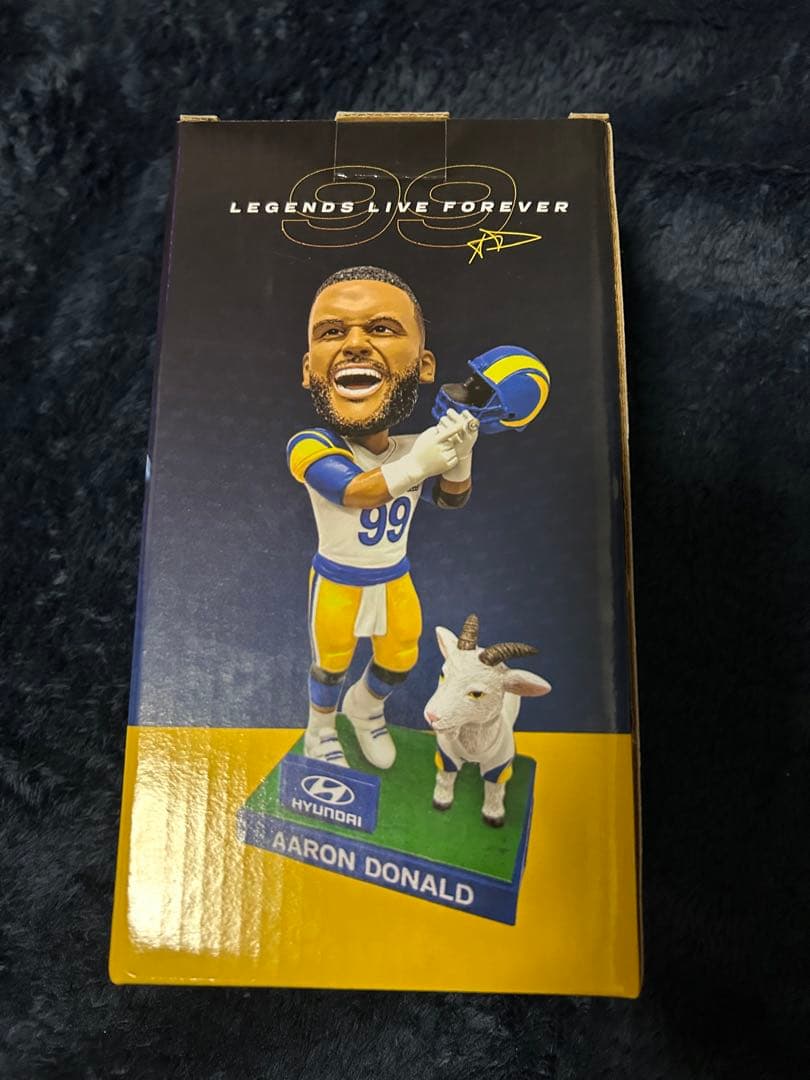 99
LEGENDS LIVE FOREVER
99
HYUNDAI
AARON DONALD